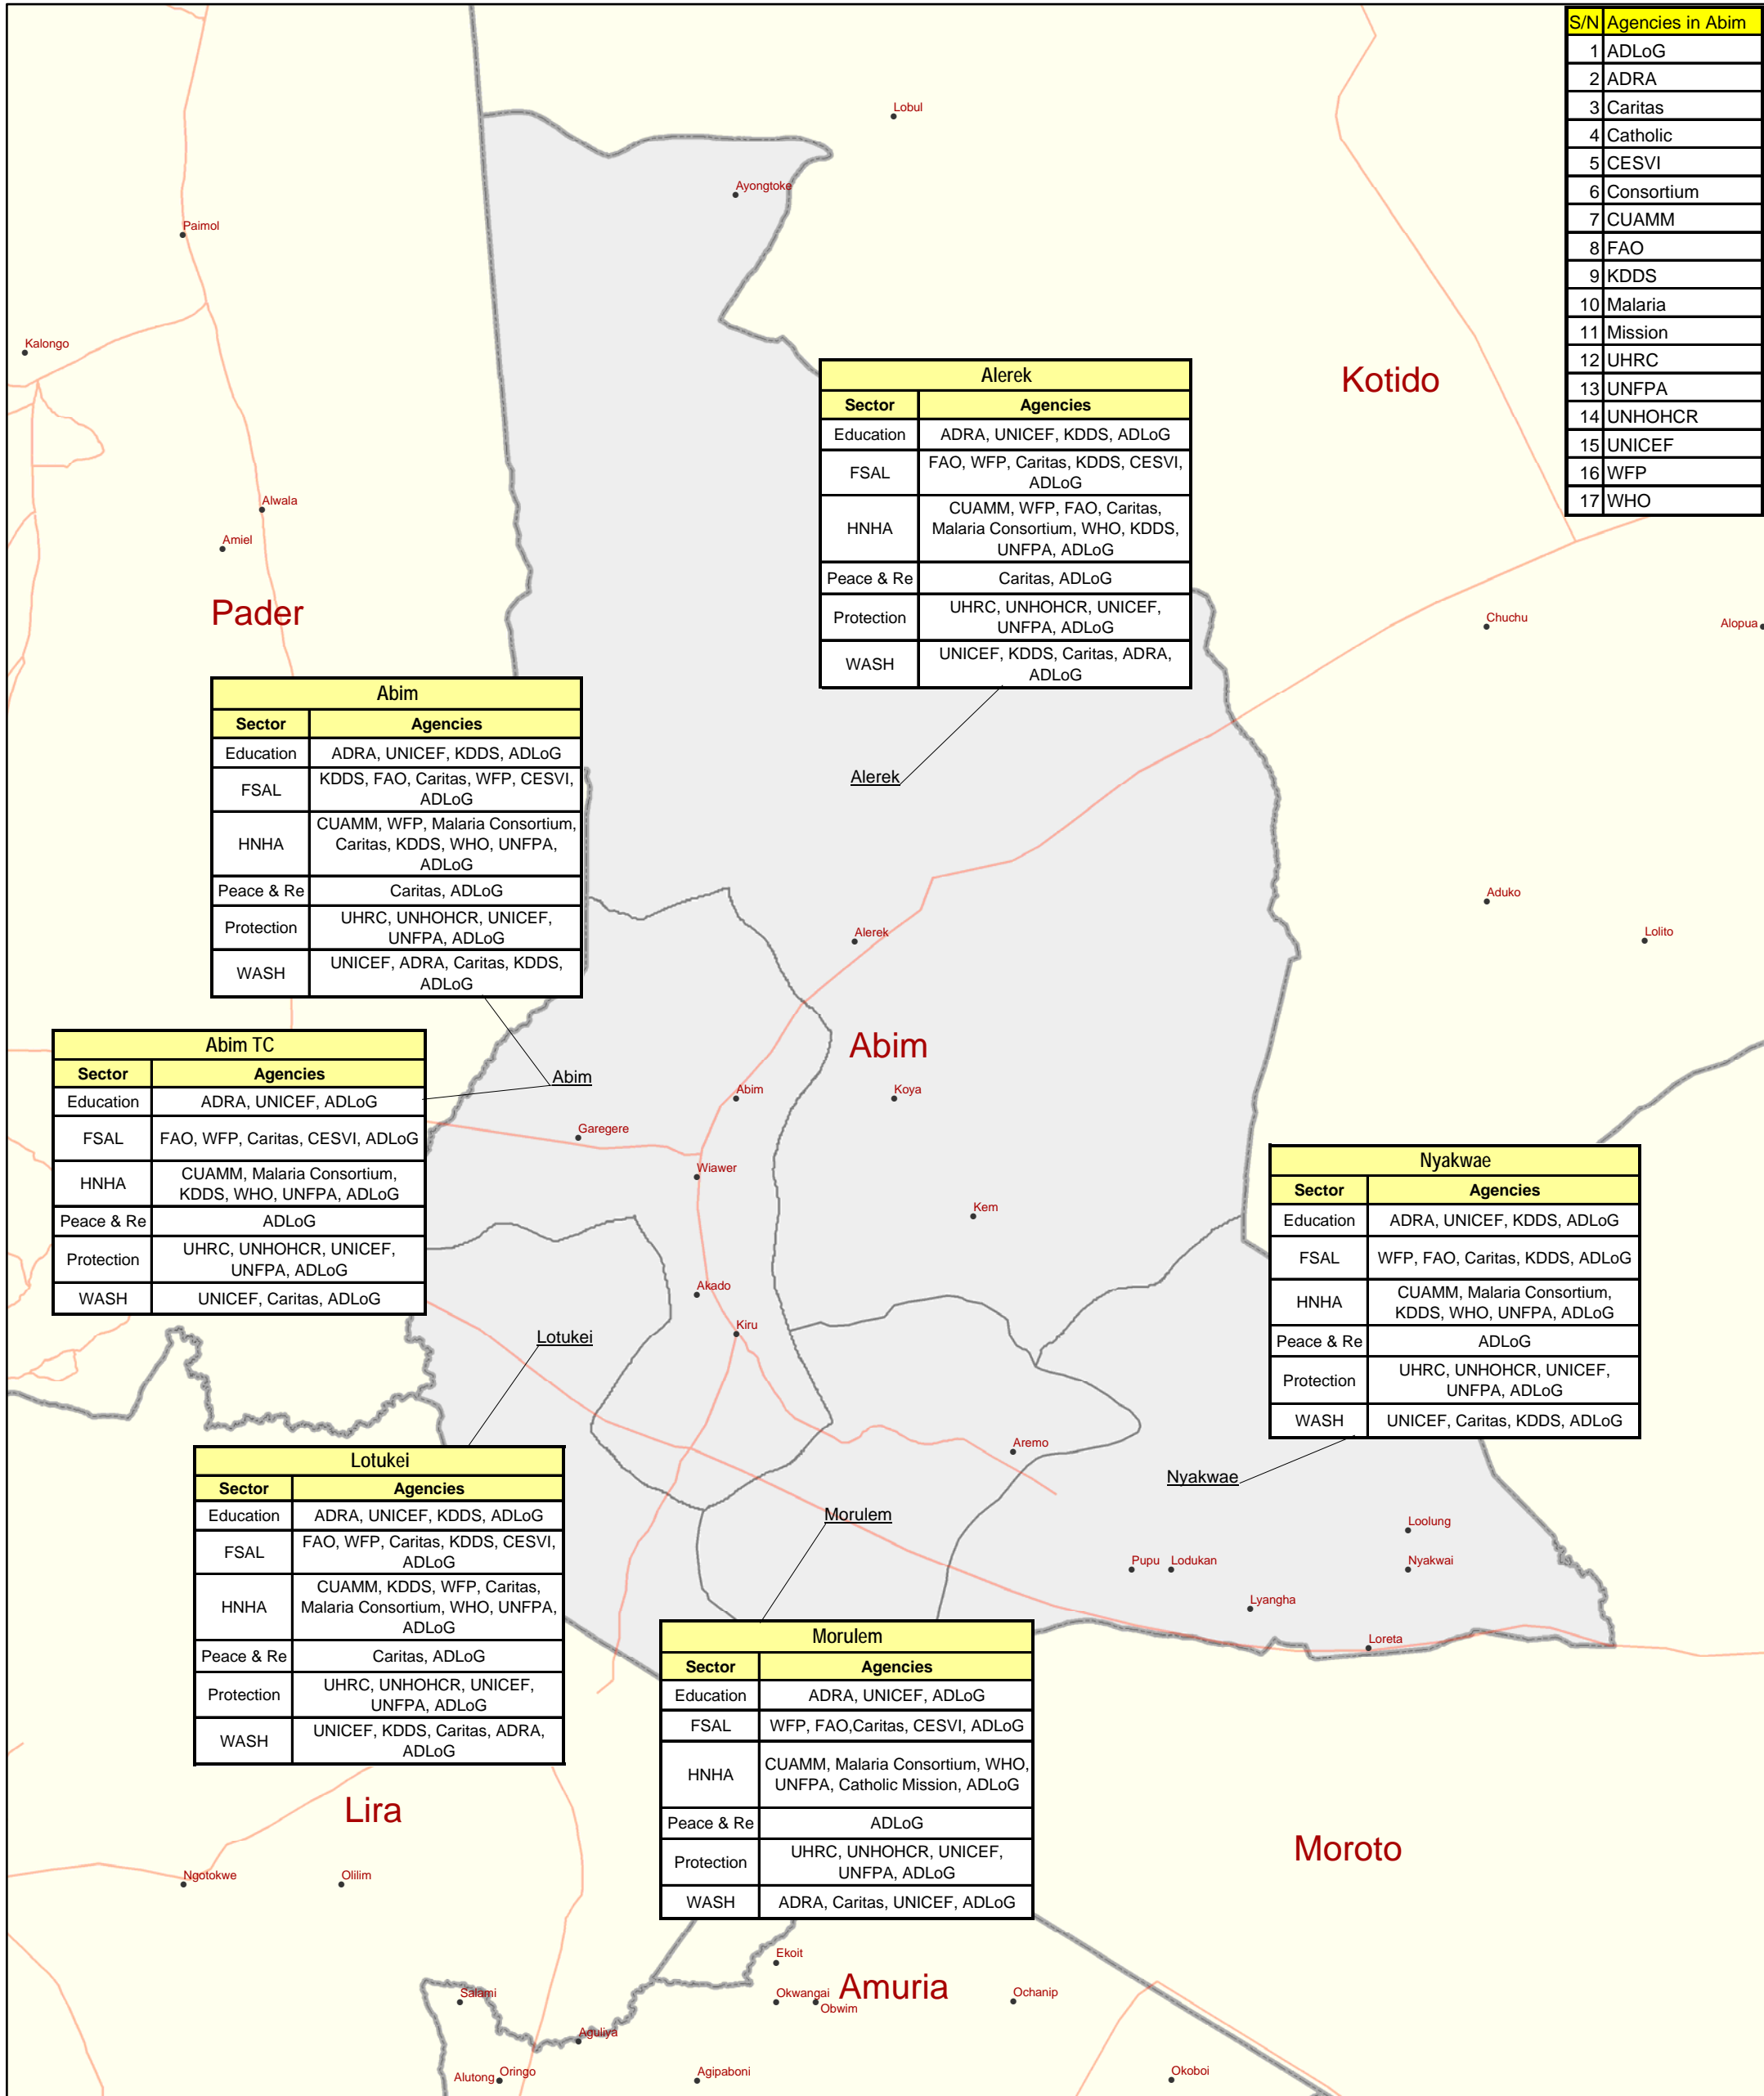 S/N Agencies in Abim
1 ADLoG
2 ADRA
3 Caritas
4 Catholic
5 CESVI
6 Consortium
7 CUAMM
8 FAO
9 KDDS
10 Malaria
11 Mission
12 UHRC
13 UNFPA
14 UNHOHCR
15 UNICEF
16 WFP
17 WHO
Lobul
Ayongtoke
Paimol
Kalongo
Kotido
Alerek
Sector Agencies
Education ADRA, UNICEF, KDDS, ADLoG
FSAL FAO, WFP, Caritas, KDDS, CESVI,
ADLoG
HNHA CUAMM, WFP, FAO, Caritas,
Malaria Consortium, WHO, KDDS,
UNFPA, ADLoG
Peace & Re Caritas, ADLoG
Protection UHRC, UNHOHCR, UNICEF,
UNFPA, ADLoG
WASH UNICEF, KDDS, Caritas, ADRA,
ADLoG
Alwala
Amiel
Pader
Chuchu
Alopua
Abim
Sector Agencies
Education ADRA, UNICEF, KDDS, ADLoG
FSAL KDDS, FAO, Caritas, WFP, CESVI,
ADLoG
HNHA CUAMM, WFP, Malaria Consortium,
Caritas, KDDS, WHO, UNFPA,
ADLoG
Peace & Re Caritas, ADLoG
Protection UHRC, UNHOHCR, UNICEF,
UNFPA, ADLoG
WASH UNICEF, ADRA, Caritas, KDDS,
ADLoG
Alerek
Aduko
Alerek
Lolito
Abim
Abim TC
Sector Agencies
Education ADRA, UNICEF, ADLoG
FSAL FAO, WFP, Caritas, CESVI, ADLoG
HNHA CUAMM, Malaria Consortium,
KDDS, WHO, UNFPA, ADLoG
Peace & Re ADLoG
Protection UHRC, UNHOHCR, UNICEF,
UNFPA, ADLoG
WASH UNICEF, Caritas, ADLoG
Abim
Abim
Koya
Garegere
Wiawer
Kem
Akado
Kiru
Lotukei
Nyakwae
Sector Agencies
Education ADRA, UNICEF, KDDS, ADLoG
FSAL WFP, FAO, Caritas, KDDS, ADLoG
HNHA CUAMM, Malaria Consortium,
KDDS, WHO, UNFPA, ADLoG
Peace & Re ADLoG
Protection UHRC, UNHOHCR, UNICEF,
UNFPA, ADLoG
WASH UNICEF, Caritas, KDDS, ADLoG
Aremo
Nyakwae
Morulem
Loolung
Pupu
Lodukan
Nyakwai
Lyangha
Loreta
Lotukei
Sector Agencies
Education ADRA, UNICEF, KDDS, ADLoG
FSAL FAO, WFP, Caritas, KDDS, CESVI,
ADLoG
HNHA CUAMM, KDDS, WFP, Caritas,
Malaria Consortium, WHO, UNFPA,
ADLoG
Peace & Re Caritas, ADLoG
Protection UHRC, UNHOHCR, UNICEF,
UNFPA, ADLoG
WASH UNICEF, KDDS, Caritas, ADRA,
ADLoG
Morulem
Sector Agencies
Education ADRA, UNICEF, ADLoG
FSAL WFP, FAO,Caritas, CESVI, ADLoG
HNHA CUAMM, Malaria Consortium, WHO,
UNFPA, Catholic Mission, ADLoG
Peace & Re ADLoG
Protection UHRC, UNHOHCR, UNICEF,
UNFPA, ADLoG
WASH ADRA, Caritas, UNICEF, ADLoG
Lira
Moroto
Ngotokwe
Olilim
Ekoit
Amuria
Salami
Okwangai
Obwim
Ochanip
Aguliya
Alutong
Oringo
Agipaboni
Okoboi